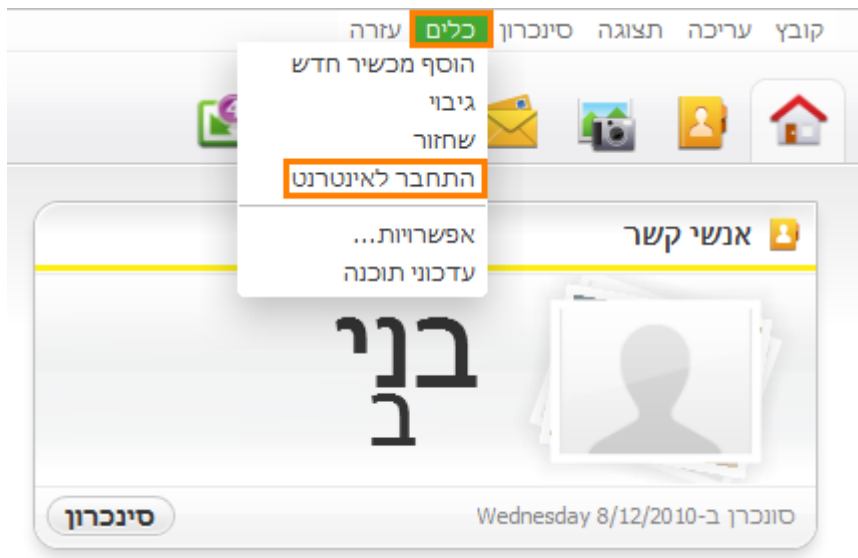 קובץ עריכה תצוגה סינכרון כלים עזרה
הוסף מכשיר חדש
גיבוי
שחזור
התחבר לאינטרנט
אפשרויות...
עדכוני תוכנה
אנשי קשר
בני
ב
סונכרן ב-Wednesday 8/12/2010
סינכרון